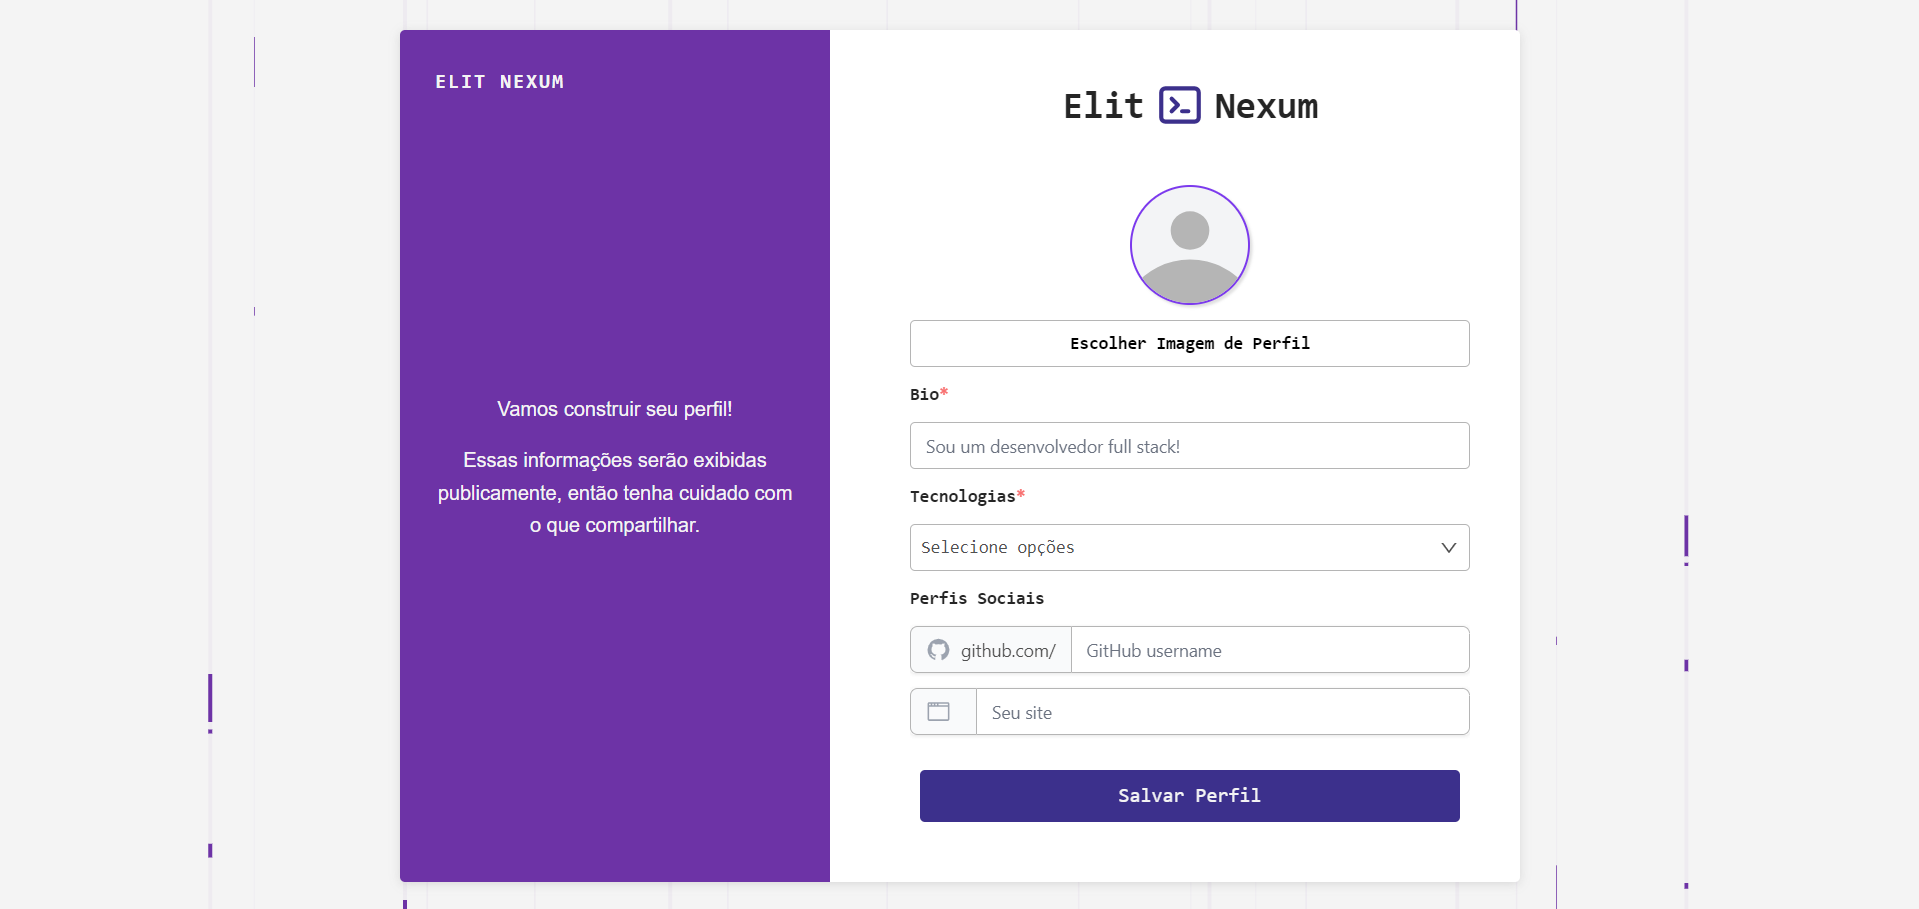 ELIT NEXUM
Vamos construir seu perfil!
Essas informações serão exibidas
publicamente, então tenha cuidado com
o que compartilhar.
Elit >_ Nexum
Escolher Imagem de Perfil
Bio*
Sou um desenvolvedor full stack!
Tecnologias*
Selecione opções
Perfis Sociais
github.com/ GitHub username
Seu site
Salvar Perfil